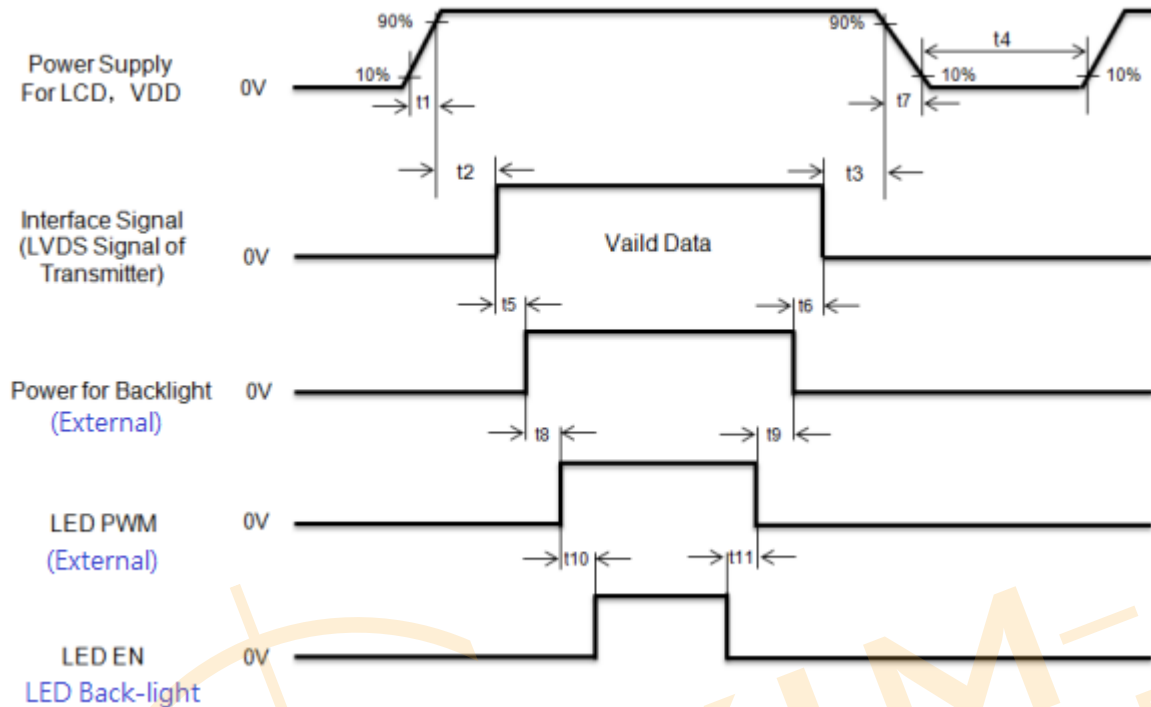 90%
90%
t4
Power Supply
For LCD，VDD
0V
10%
10%
10%
t1
t7
t2
t3
Interface Signal
(LVDS Signal of
Transmitter)
0V
Vaild Data
t5
t6
Power for Backlight
0V
(External)
t8
t9
LED PWM
0V
(External)
t10
t11
LED EN
0V
LED Back-light